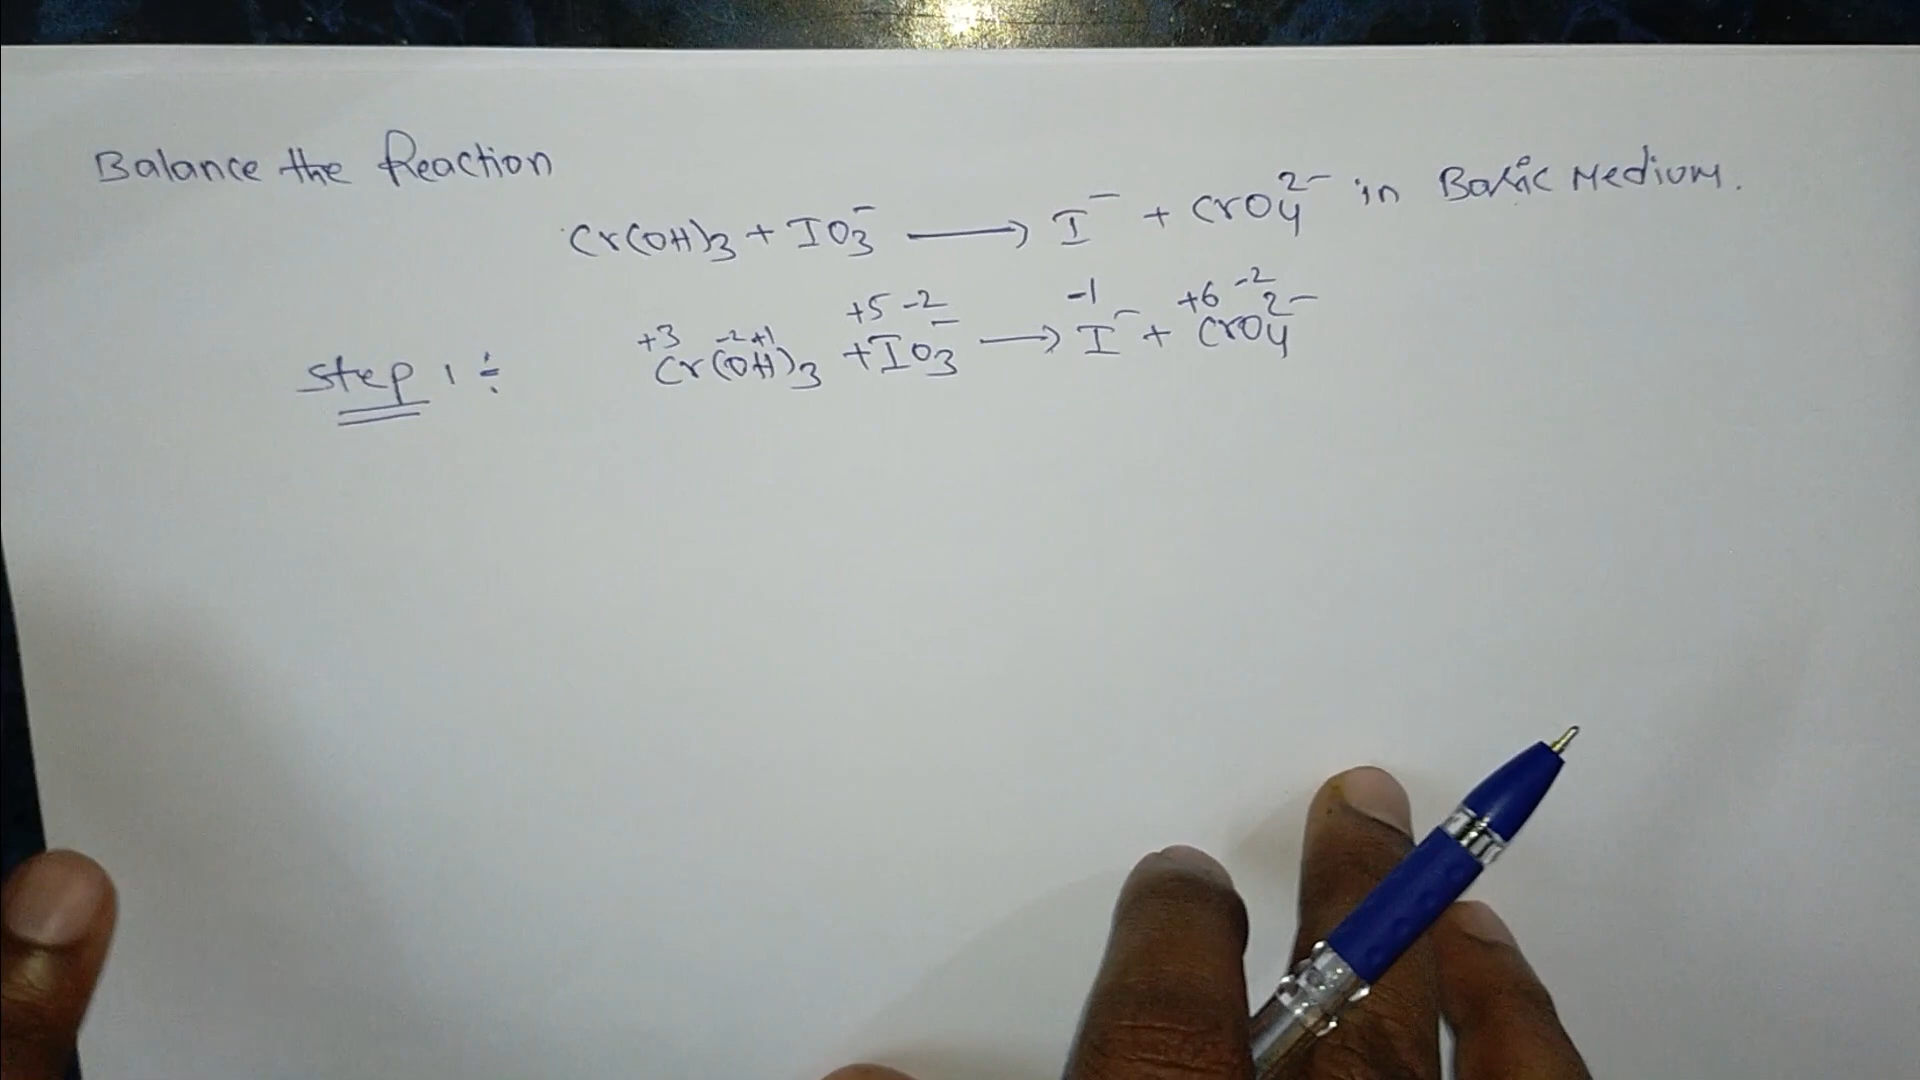 Balance the Reaction
Cr(OH)3 + IO3^- ⟶ I^- + CrO4^2- in Basic Medium.
+3 -2 +1 +5 -2 -1 +6 -2
Step 1 ÷ Cr(OH)3 + IO3^- ⟶ I^- + CrO4^2-